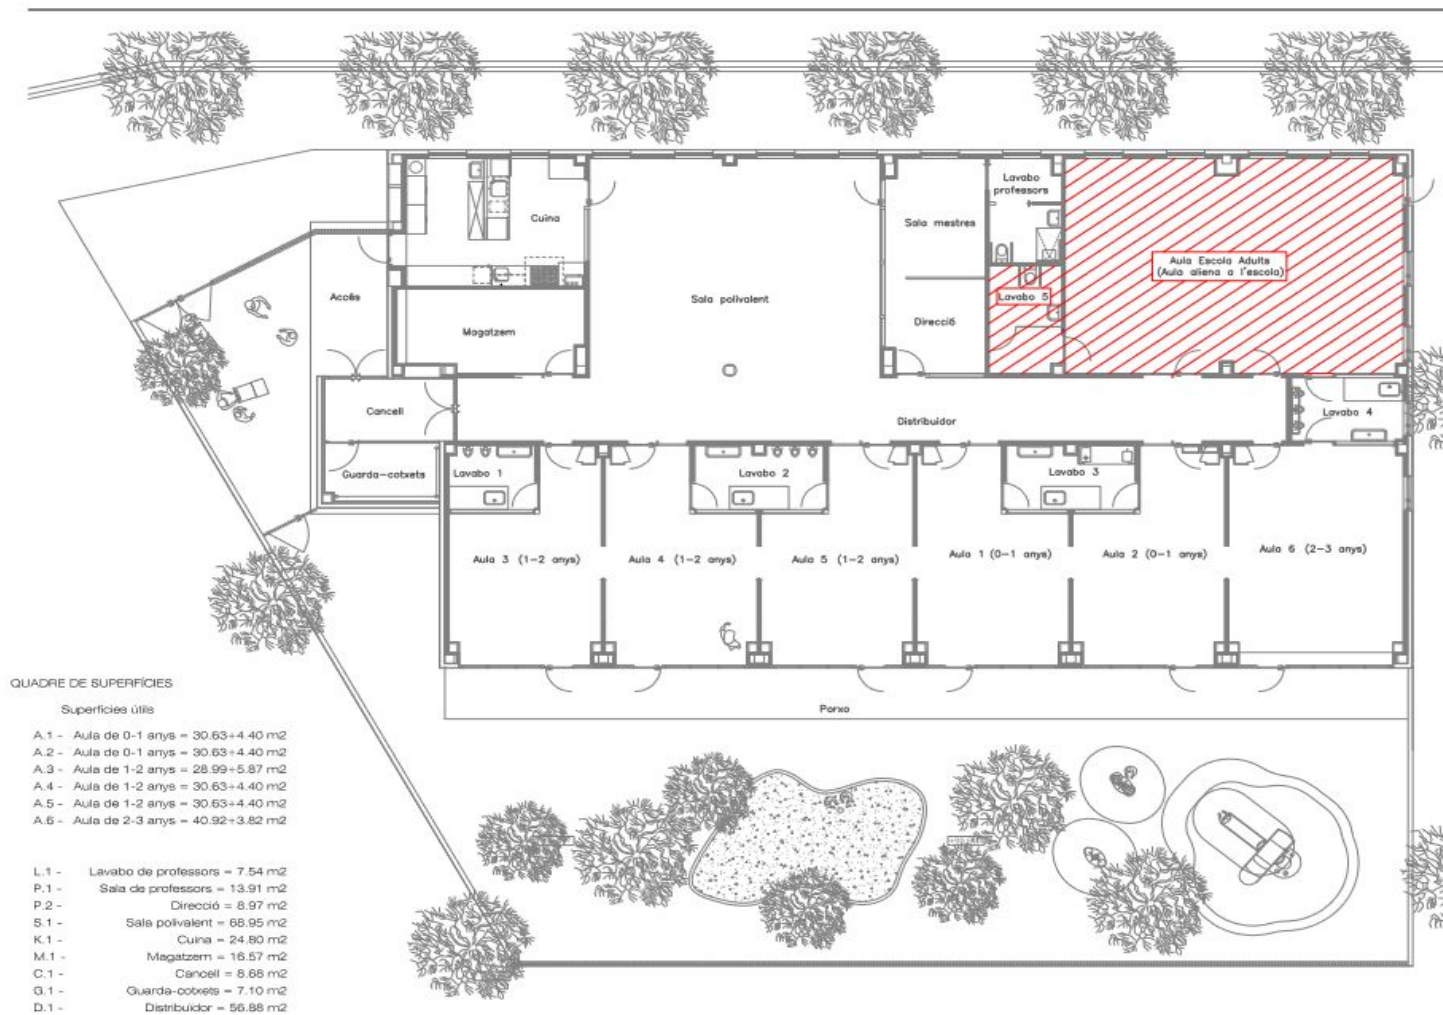 Lavabo
professors
Cuina
Sala mestres
Aula Escola Adults
(Aula aliena a l'escola)
Accés
Sala polivalent
Lavabo 5
Direcció
Magatzem
Cancell
Distribuïdor
Lavabo 4
Guarda-cotxets
Lavabo 1
Lavabo 2
Lavabo 3
Aula 3 (1-2 anys)
Aula 4 (1-2 anys)
Aula 5 (1-2 anys)
Aula 1 (0-1 anys)
Aula 2 (0-1 anys)
Aula 6 (2-3 anys)
Porxo
QUADRE DE SUPERFÍCIES
Superfícies útils
A.1 - Aula de 0-1 anys = 30.63+4.40 m2
A.2 - Aula de 0-1 anys = 30.63+4.40 m2
A.3 - Aula de 1-2 anys = 28.99+5.87 m2
A.4 - Aula de 1-2 anys = 30.63+4.40 m2
A.5 - Aula de 1-2 anys = 30.63+4.40 m2
A.6 - Aula de 2-3 anys = 40.92+3.82 m2
L.1 - Lavabo de professors = 7.54 m2
P.1 - Sala de professors = 13.91 m2
P.2 - Direcció = 8.97 m2
S.1 - Sala polivalent = 68.95 m2
K.1 - Cuina = 24.80 m2
M.1 - Magatzem = 16.57 m2
C.1 - Cancell = 8.68 m2
G.1 - Guarda-cotxets = 7.10 m2
D.1 - Distribuïdor = 56.88 m2